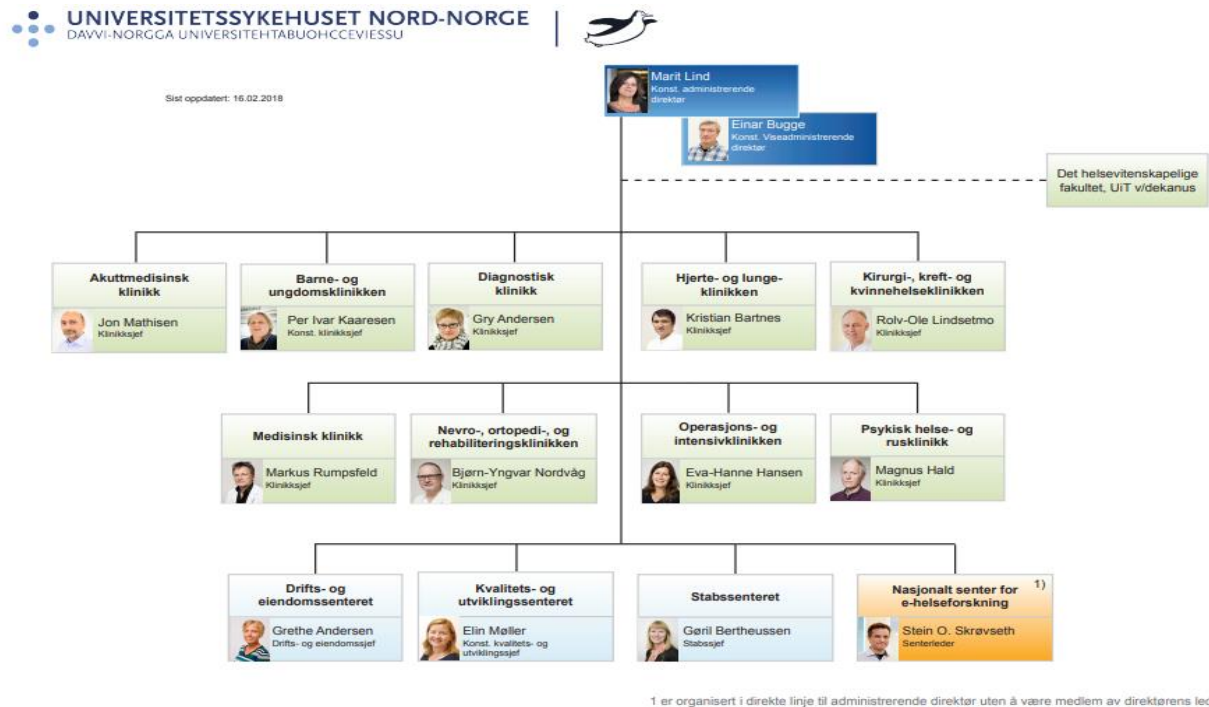 UNIVERSITETSSYKEHUSET NORD-NORGE
DAVVI-NORGGA UNIVERSITEHTABUOHCCEVIESSU
Sist oppdatert: 16.02.2018
Marit Lind
Konst. administrerende
direktør
Einar Bugge
Konst. Viseadministrerende
direktør
Det helsevitenskapelige
fakultet, UiT v/dekanus
Akuttmedisinsk
klinikk
Jon Mathisen
Klinikksjef
Barne- og
ungdomsklinikken
Per Ivar Kaaresen
Konst. klinikksjef
Diagnostisk
klinikk
Gry Andersen
Klinikksjef
Hjerte- og lunge-
klinikken
Kristian Bartnes
Klinikksjef
Kirurgi-, kreft- og
kvinnehelseklinikken
Rolv-Ole Lindsetmo
Klinikksjef
Medisinsk klinikk
Markus Rumpsfeld
Klinikksjef
Nevro-, ortopedi-, og
rehabiliteringsklinikken
Bjørn-Yngvar Nordvåg
Klinikksjef
Operasjons- og
intensivklinikken
Eva-Hanne Hansen
Klinikksjef
Psykisk helse- og
rusklinikk
Magnus Hald
Klinikksjef
Drifts- og
eiendomssenteret
Grethe Andersen
Drifts- og eiendomssjef
Kvalitets- og
utviklingssenteret
Elin Møller
Konst. kvalitets- og
utviklingssjef
Stabssenteret
Gøril Bertheussen
Stabssjef
Nasjonalt senter for 1)
e-helseforskning
Stein O. Skrøvseth
Senterleder
1 er organisert i direkte linje til administrerende direktør uten å være medlem av direktørens led